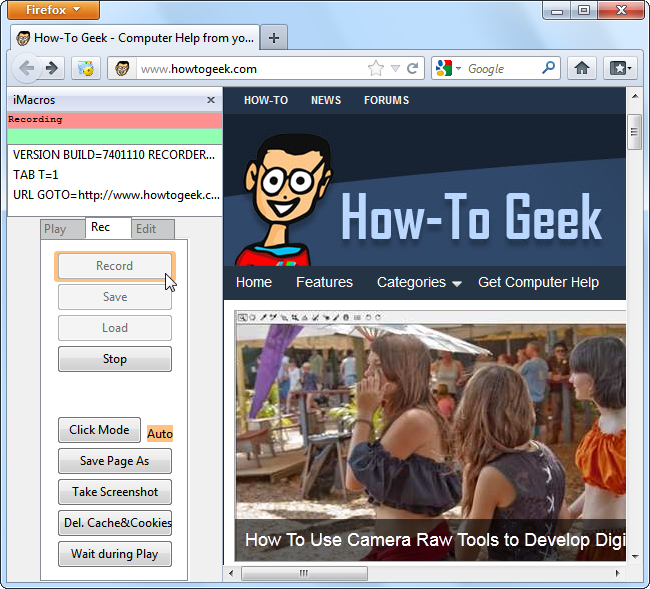 Firefox
How-To Geek - Computer Help from yo...
www.howtogeek.com
Google
iMacros
Recording
VERSION BUILD=7401110 RECORDER...
TAB T=1
URL GOTO=http://www.howtogeek.c...
Play Rec Edit
Record
Save
Load
Stop
Click Mode Auto
Save Page As
Take Screenshot
Del. Cache&Cookies
Wait during Play
HOW-TO NEWS FORUMS
How-To Geek
Home Features Categories Get Computer Help
How To Use Camera Raw Tools to Develop Digi